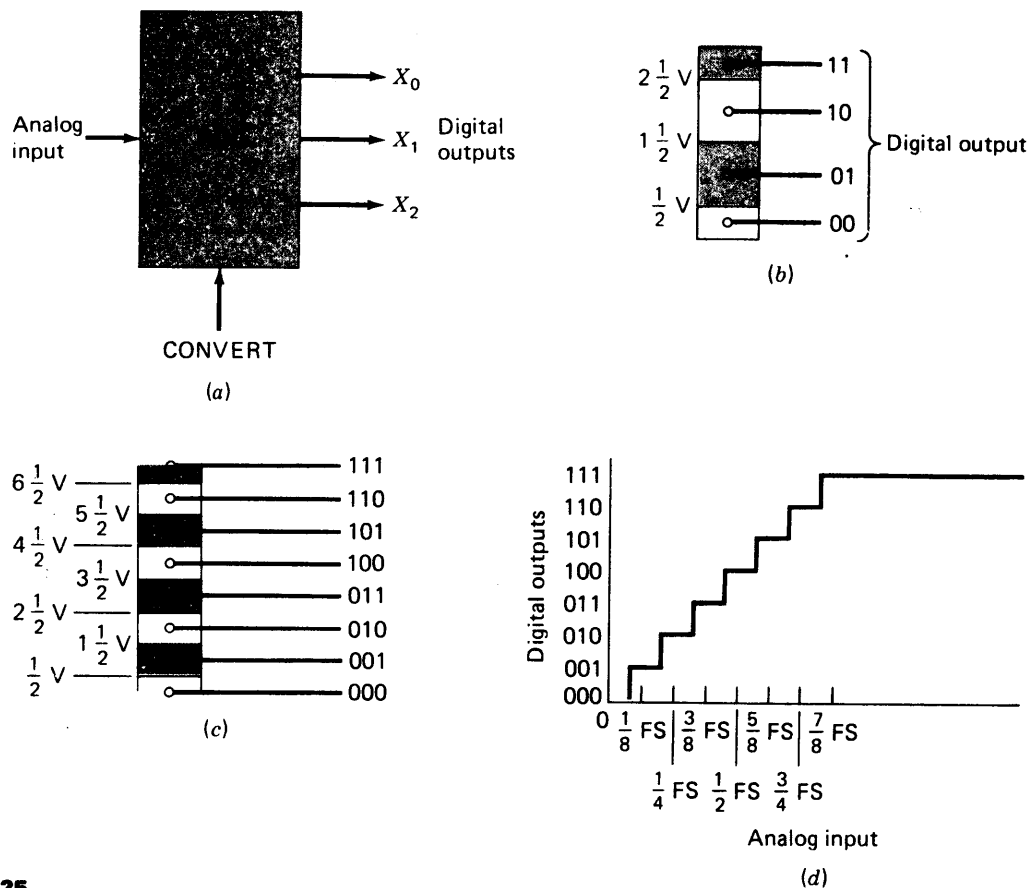 Analog input
X₀
X₁
X₂
Digital outputs
CONVERT
(a)
2 1/2 V
1 1/2 V
1/2 V
11
10
01
00
Digital output
(b)
6 1/2 V
5 1/2 V
4 1/2 V
3 1/2 V
2 1/2 V
1 1/2 V
1/2 V
111
110
101
100
011
010
001
000
(c)
Digital outputs
111
110
101
100
011
010
001
000
0 1/8 FS 3/8 FS 5/8 FS 7/8 FS
1/4 FS 1/2 FS 3/4 FS
Analog input
(d)